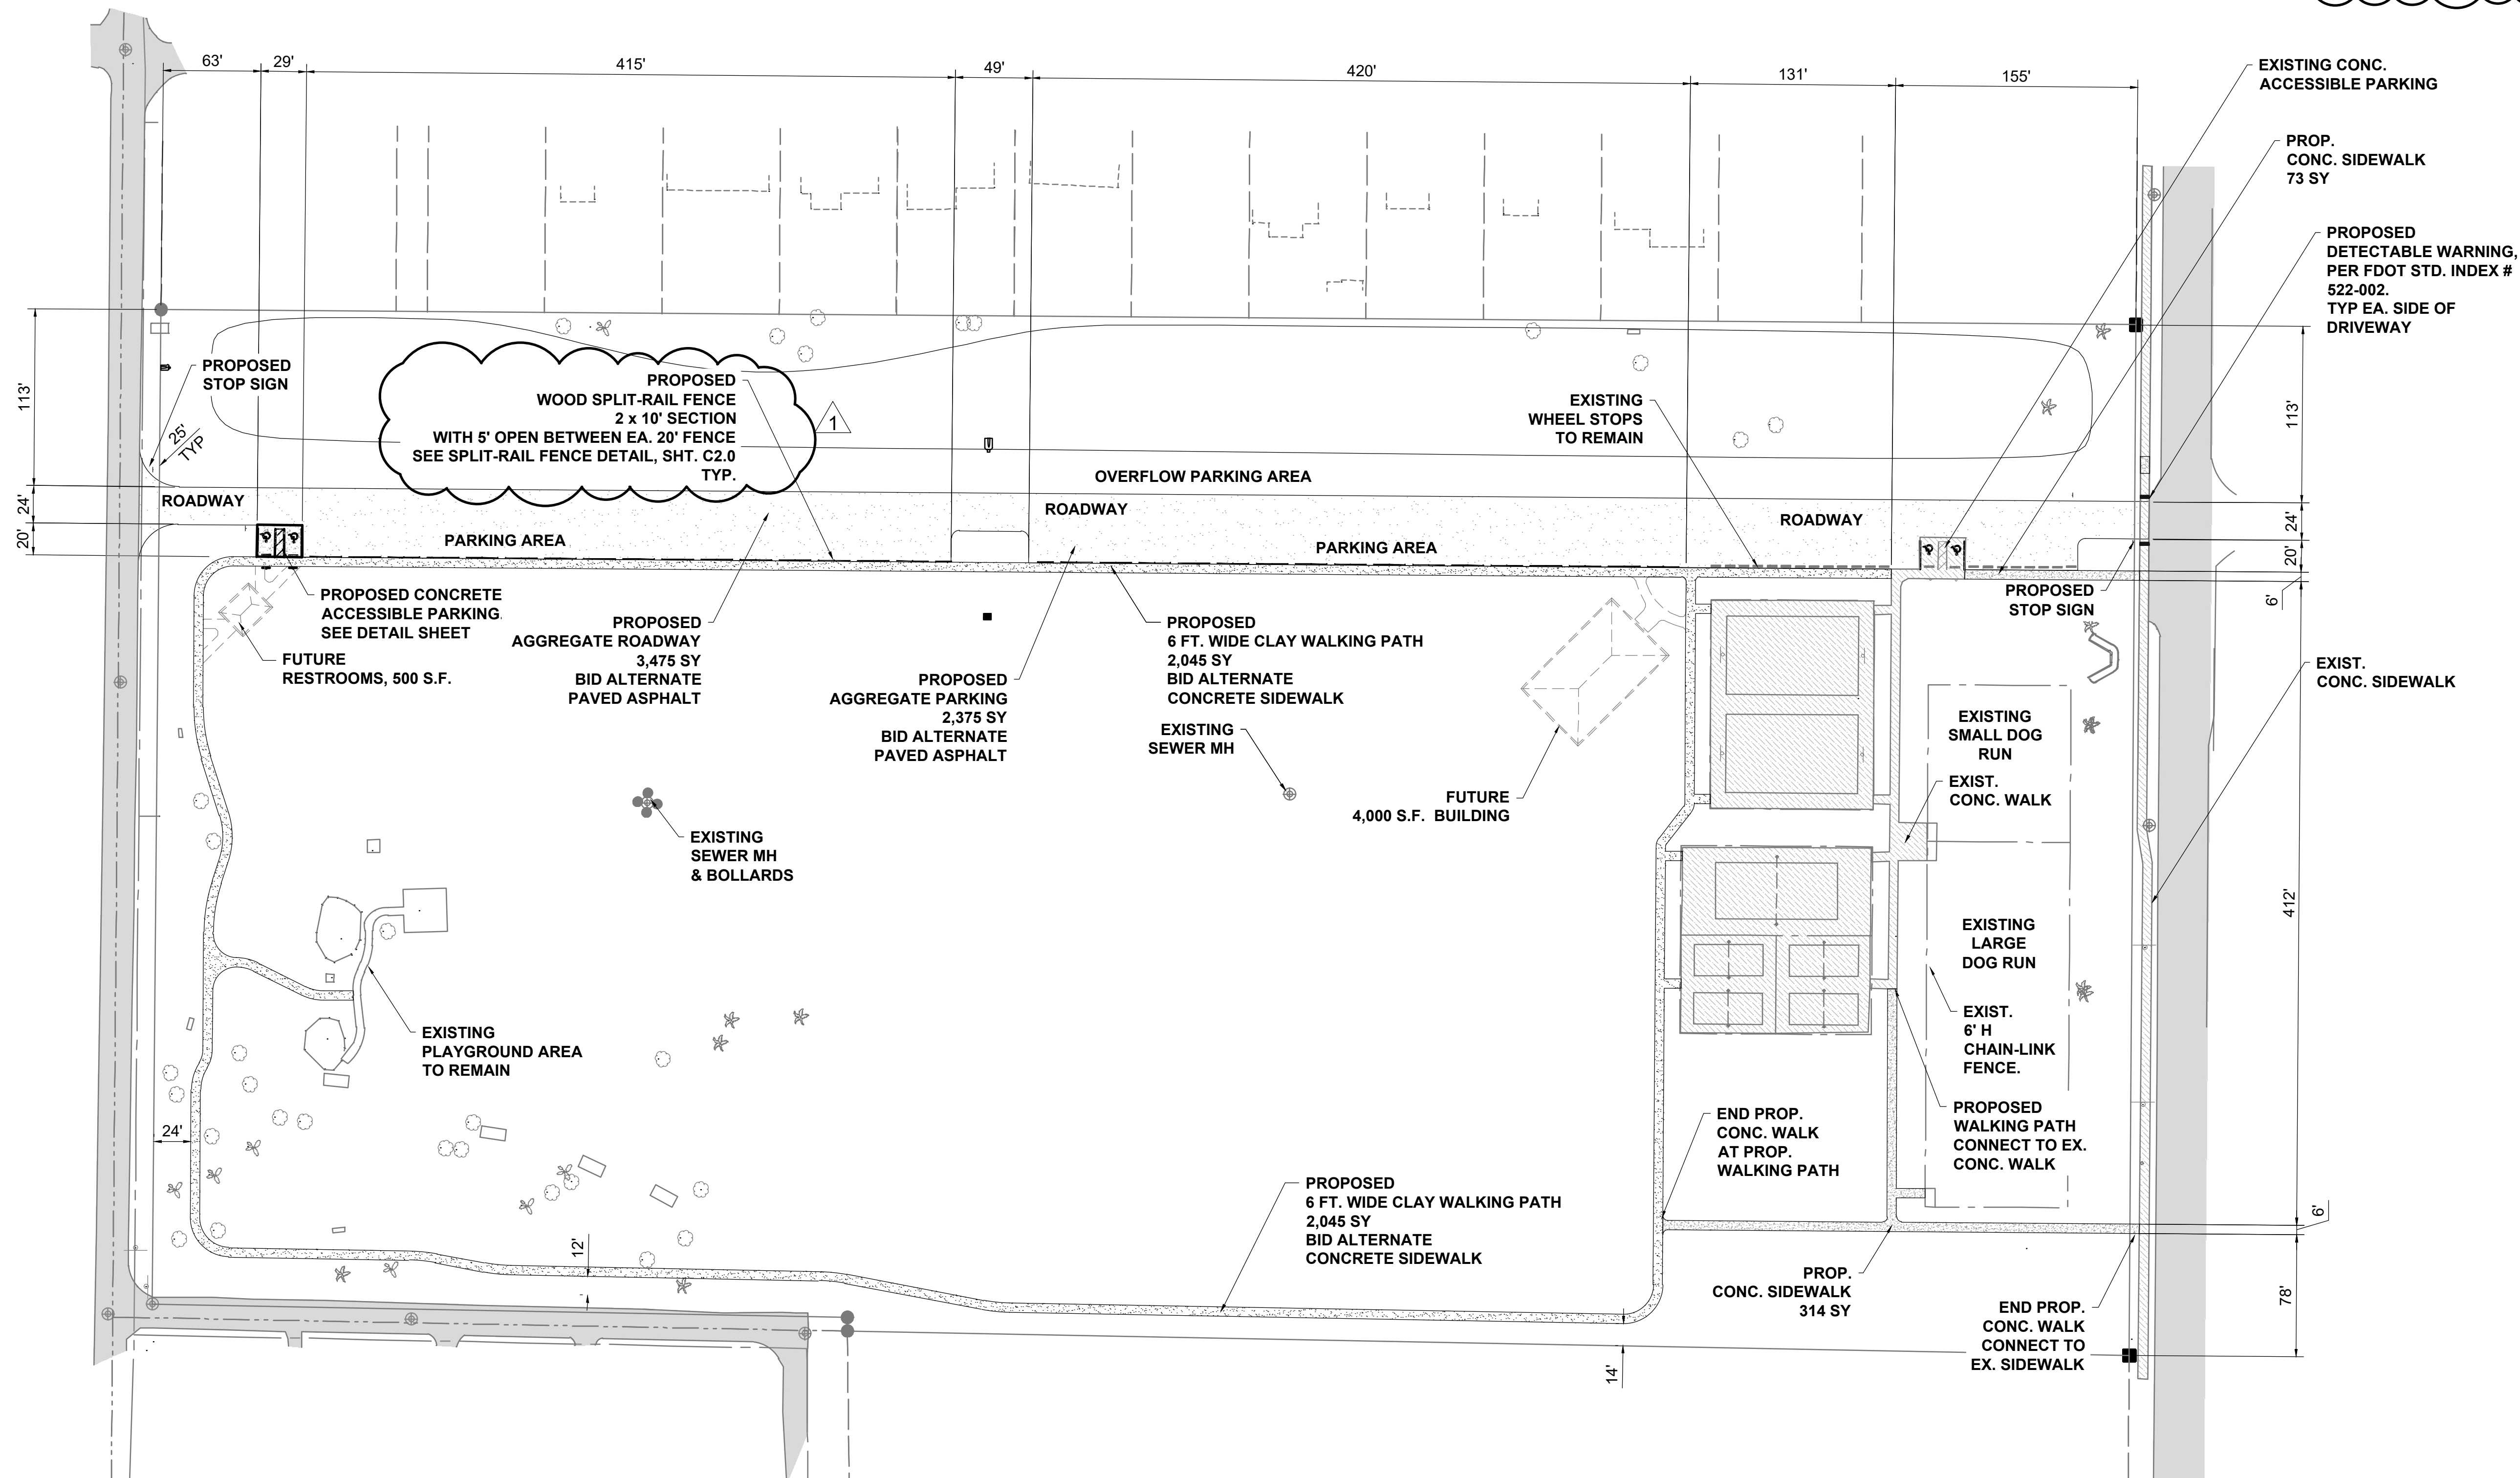 63'
29'
415'
49'
420'
131'
155'
EXISTING CONC.
ACCESSIBLE PARKING
PROP.
CONC. SIDEWALK
73 SY
PROPOSED
DETECTABLE WARNING,
PER FDOT STD. INDEX #
522-002.
TYP EA. SIDE OF
DRIVEWAY
113'
24'
20'
PROPOSED
STOP SIGN
25'
TYP
PROPOSED
WOOD SPLIT-RAIL FENCE
2 x 10' SECTION
WITH 5' OPEN BETWEEN EA. 20' FENCE
SEE SPLIT-RAIL FENCE DETAIL, SHT. C2.0
TYP.
1
EXISTING
WHEEL STOPS
TO REMAIN
113'
24'
20'
6'
OVERFLOW PARKING AREA
ROADWAY
ROADWAY
ROADWAY
PARKING AREA
PARKING AREA
PROPOSED CONCRETE
ACCESSIBLE PARKING.
SEE DETAIL SHEET
FUTURE
RESTROOMS, 500 S.F.
PROPOSED
AGGREGATE ROADWAY
3,475 SY
BID ALTERNATE
PAVED ASPHALT
PROPOSED
AGGREGATE PARKING
2,375 SY
BID ALTERNATE
PAVED ASPHALT
PROPOSED
6 FT. WIDE CLAY WALKING PATH
2,045 SY
BID ALTERNATE
CONCRETE SIDEWALK
EXISTING
SEWER MH
PROPOSED
STOP SIGN
EXIST.
CONC. SIDEWALK
EXISTING
SMALL DOG
RUN
EXIST.
CONC. WALK
FUTURE
4,000 S.F. BUILDING
EXISTING
SEWER MH
& BOLLARDS
EXISTING
LARGE
DOG RUN
412'
EXIST.
6' H
CHAIN-LINK
FENCE.
EXISTING
PLAYGROUND AREA
TO REMAIN
24'
END PROP.
CONC. WALK
AT PROP.
WALKING PATH
PROPOSED
WALKING PATH
CONNECT TO EX.
CONC. WALK
PROPOSED
6 FT. WIDE CLAY WALKING PATH
2,045 SY
BID ALTERNATE
CONCRETE SIDEWALK
12'
6'
PROP.
CONC. SIDEWALK
314 SY
END PROP.
CONC. WALK
CONNECT TO
EX. SIDEWALK
78'
14'